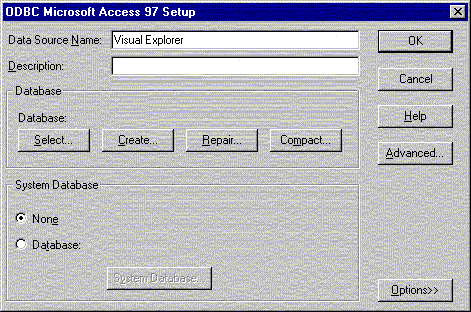 ODBC Microsoft Access 97 Setup
Data Source Name: Visual Explorer
OK
Description:
Cancel
Database
Database:
Help
Select... Create... Repair... Compact...
Advanced...
System Database
None
Database:
System Database...
Options>>